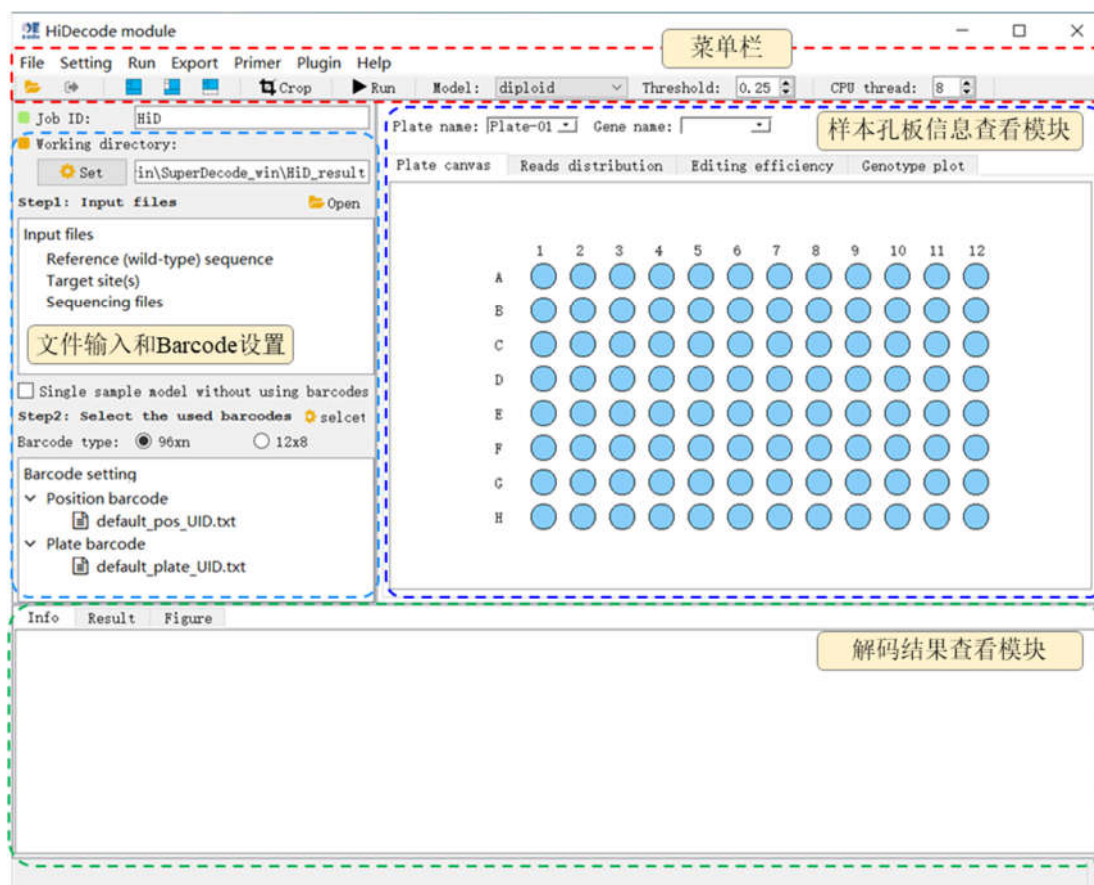 HiDecode module
菜单栏
File Setting Run Export Primer Plugin Help
Crop Run Model: diploid Threshold: 0.25 CPU thread: 8
Job ID: HiD
Working directory:
Set in\SuperDecode_win\HiD_result
Step1: Input files Open
Input files
Reference (wild-type) sequence
Target site(s)
Sequencing files
文件输入和Barcode设置
Single sample model without using barcodes
Step2: Select the used barcodes selcet
Barcode type: 96xn 12x8
Barcode setting
Position barcode
default_pos_UID.txt
Plate barcode
default_plate_UID.txt
Plate name: Plate-01 Gene name:
样本孔板信息查看模块
Plate canvas Reads distribution Editing efficiency Genotype plot
1 2 3 4 5 6 7 8 9 10 11 12
A
B
C
D
E
F
G
H
Info Result Figure
解码结果查看模块